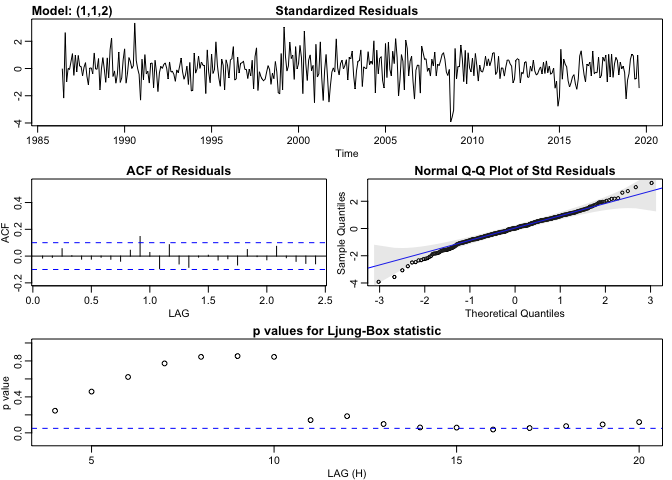 Model: (1,1,2) Standardized Residuals
2
0
-2
-4
1985 1990 1995 2000 2005 2010 2015 2020
Time
ACF of Residuals
ACF
0.4
0.2
0.0
-0.2
0.0 0.5 1.0 1.5 2.0 2.5
LAG
Normal Q-Q Plot of Std Residuals
Sample Quantiles
2
0
-2
-4
-3 -2 -1 0 1 2 3
Theoretical Quantiles
p values for Ljung-Box statistic
p value
0.8
0.4
0.0
5 10 15 20
LAG (H)